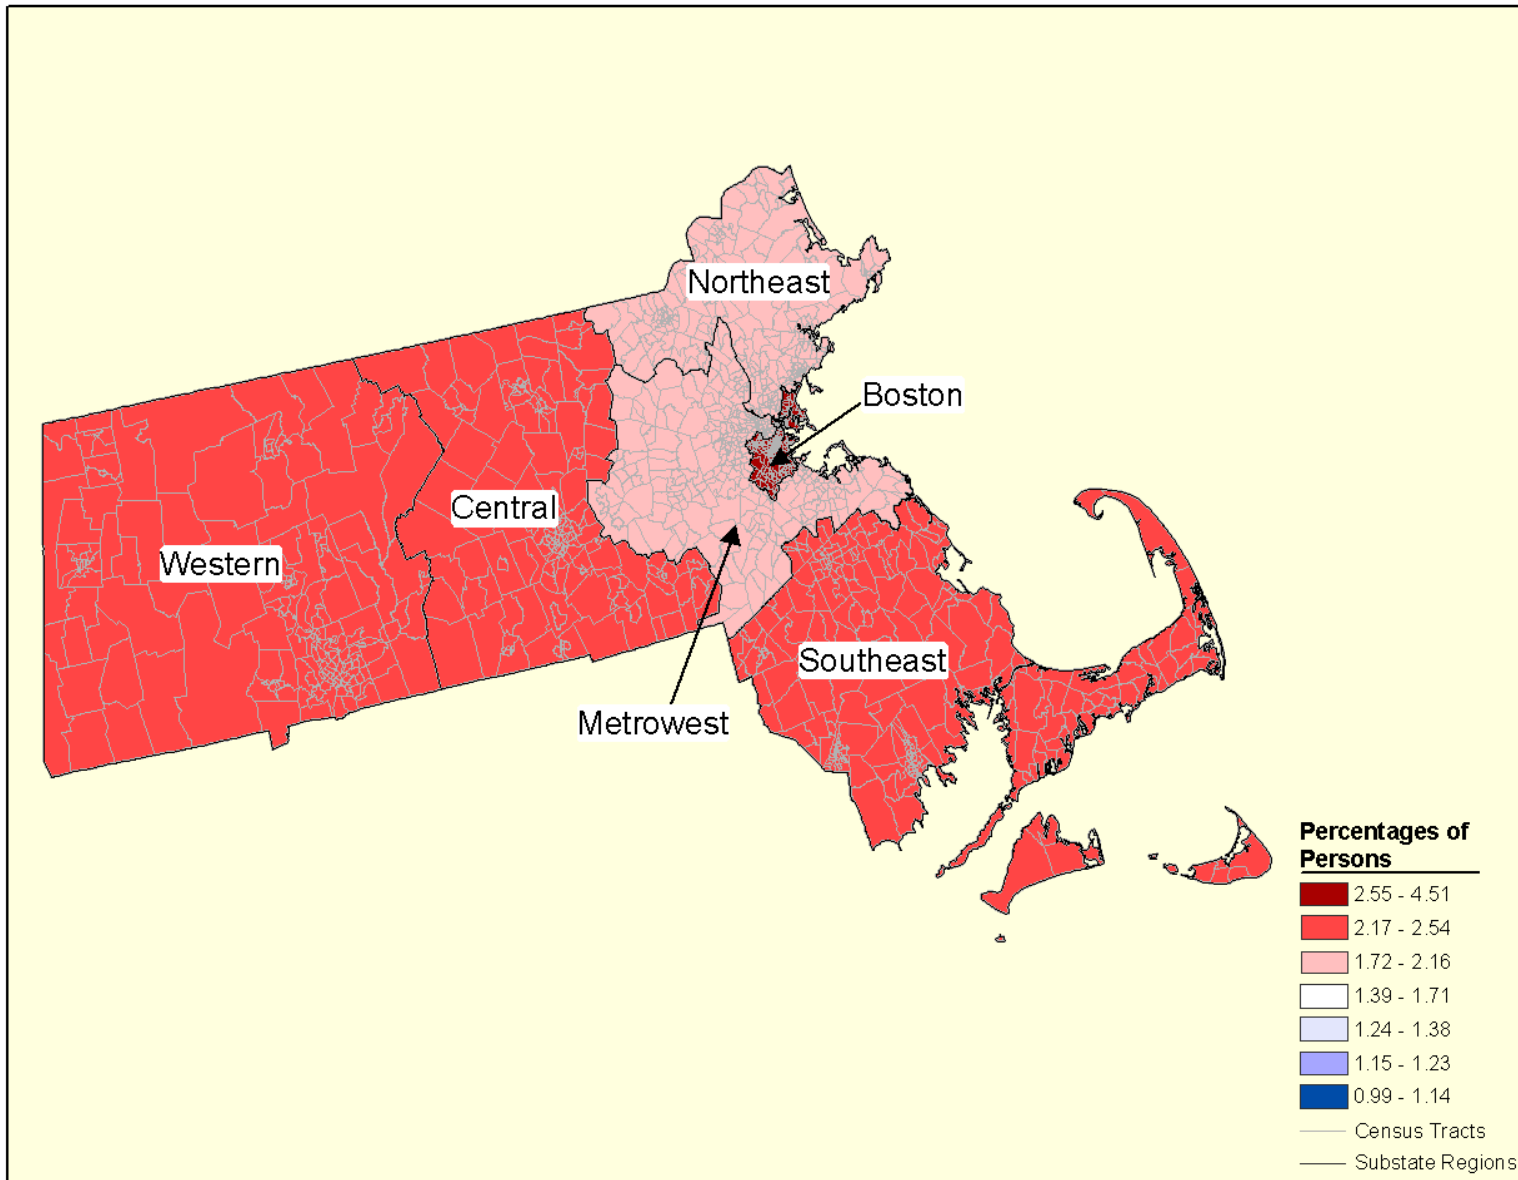 Northeast
Boston
Central
Western
Southeast
Metrowest
Percentages of
Persons
2.55 - 4.51
2.17 - 2.54
1.72 - 2.16
1.39 - 1.71
1.24 - 1.38
1.15 - 1.23
0.99 - 1.14
Census Tracts
Substate Regions